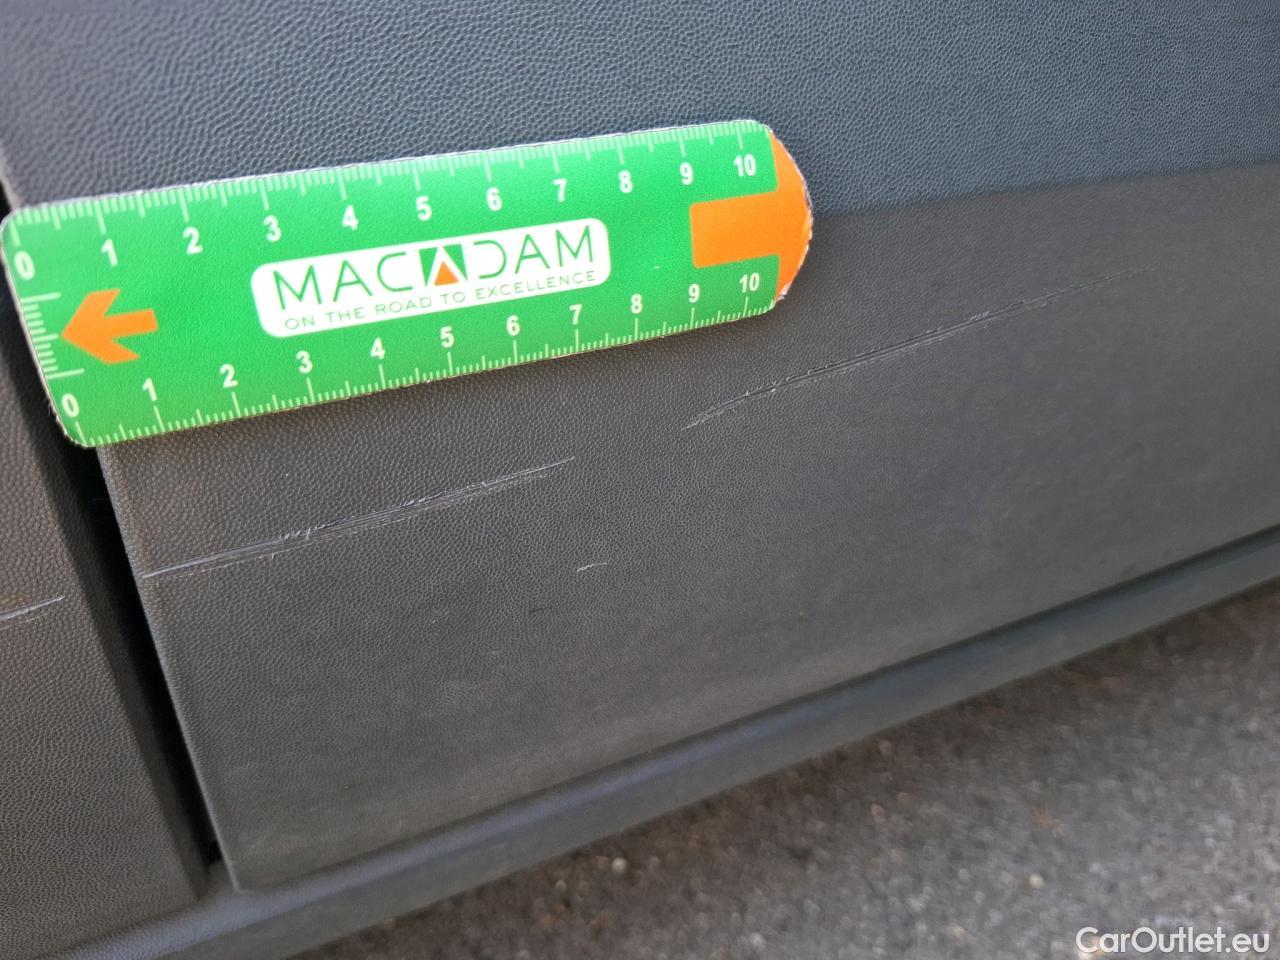 0 1 2 3 4 5 6 7 8 9 10
MACADAM
ON THE ROAD TO EXCELLENCE
0 1 2 3 4 5 6 7 8 9 10
CarOutlet.eu